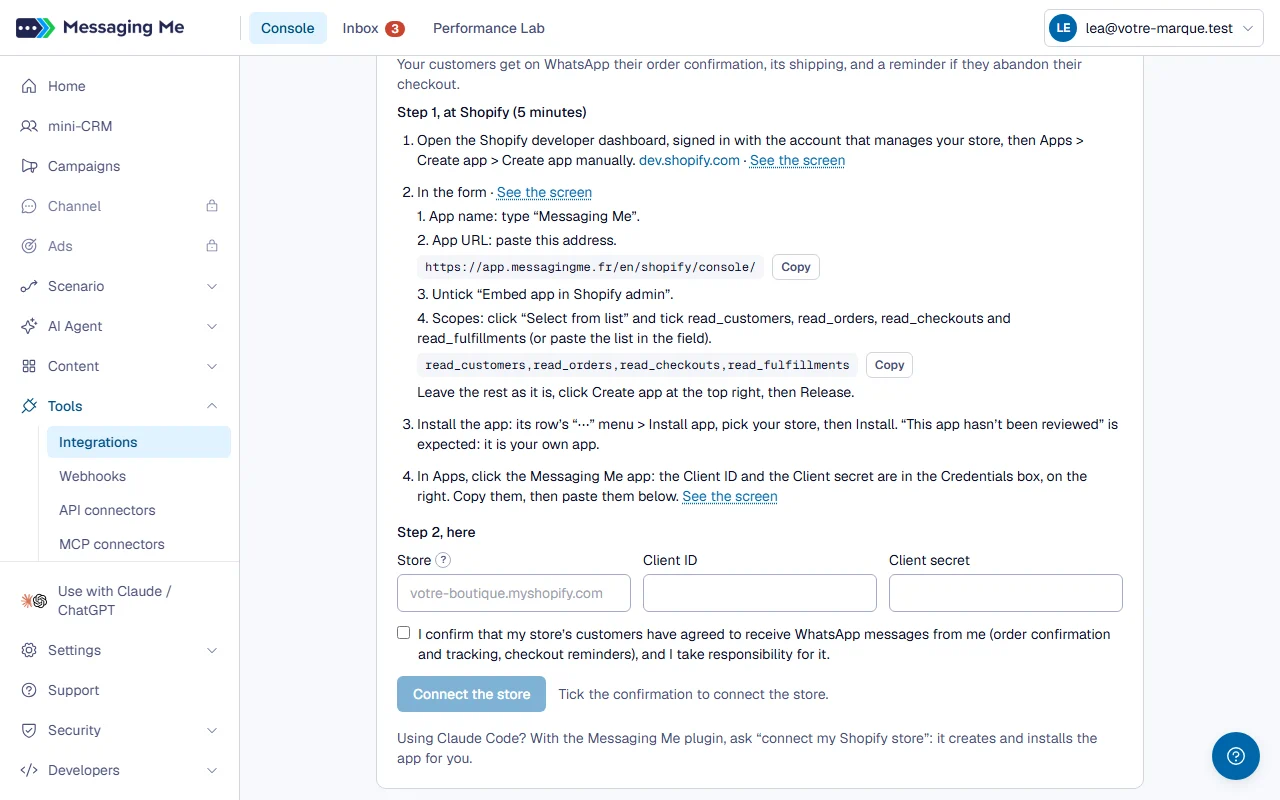 Messaging Me
Console
Inbox 3
Performance Lab
LE lea@votre-marque.test
Home
mini-CRM
Campaigns
Channel
Ads
Scenario
AI Agent
Content
Tools
Integrations
Webhooks
API connectors
MCP connectors
Use with Claude /
ChatGPT
Settings
Support
Security
Developers
Your customers get on WhatsApp their order confirmation, its shipping, and a reminder if they abandon their
checkout.
Step 1, at Shopify (5 minutes)
1. Open the Shopify developer dashboard, signed in with the account that manages your store, then Apps >
Create app > Create app manually. dev.shopify.com · See the screen
2. In the form · See the screen
1. App name: type “Messaging Me”.
2. App URL: paste this address.
https://app.messagingme.fr/en/shopify/console/ Copy
3. Untick “Embed app in Shopify admin”.
4. Scopes: click “Select from list” and tick read_customers, read_orders, read_checkouts and
read_fulfillments (or paste the list in the field).
read_customers,read_orders,read_checkouts,read_fulfillments Copy
Leave the rest as it is, click Create app at the top right, then Release.
3. Install the app: its row’s “···” menu > Install app, pick your store, then Install. “This app hasn’t been reviewed” is
expected: it is your own app.
4. In Apps, click the Messaging Me app: the Client ID and the Client secret are in the Credentials box, on the
right. Copy them, then paste them below. See the screen
Step 2, here
Store ? Client ID Client secret
votre-boutique.myshopify.com
I confirm that my store’s customers have agreed to receive WhatsApp messages from me (order confirmation
and tracking, checkout reminders), and I take responsibility for it.
Connect the store Tick the confirmation to connect the store.
Using Claude Code? With the Messaging Me plugin, ask “connect my Shopify store”: it creates and installs the
app for you.